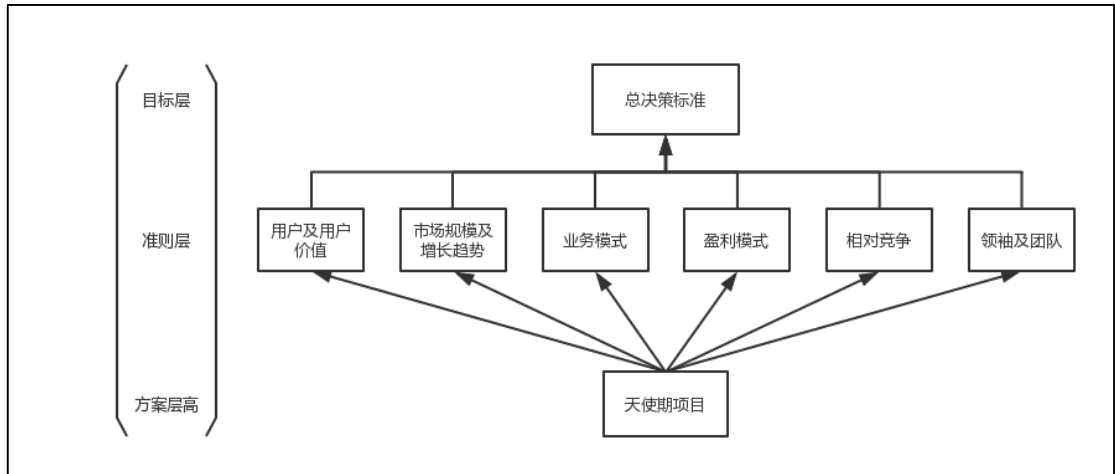 目标层
总决策标准
准则层
用户及用户
价值
市场规模及
增长趋势
业务模式
盈利模式
相对竞争
领袖及团队
方案层高
天使期项目